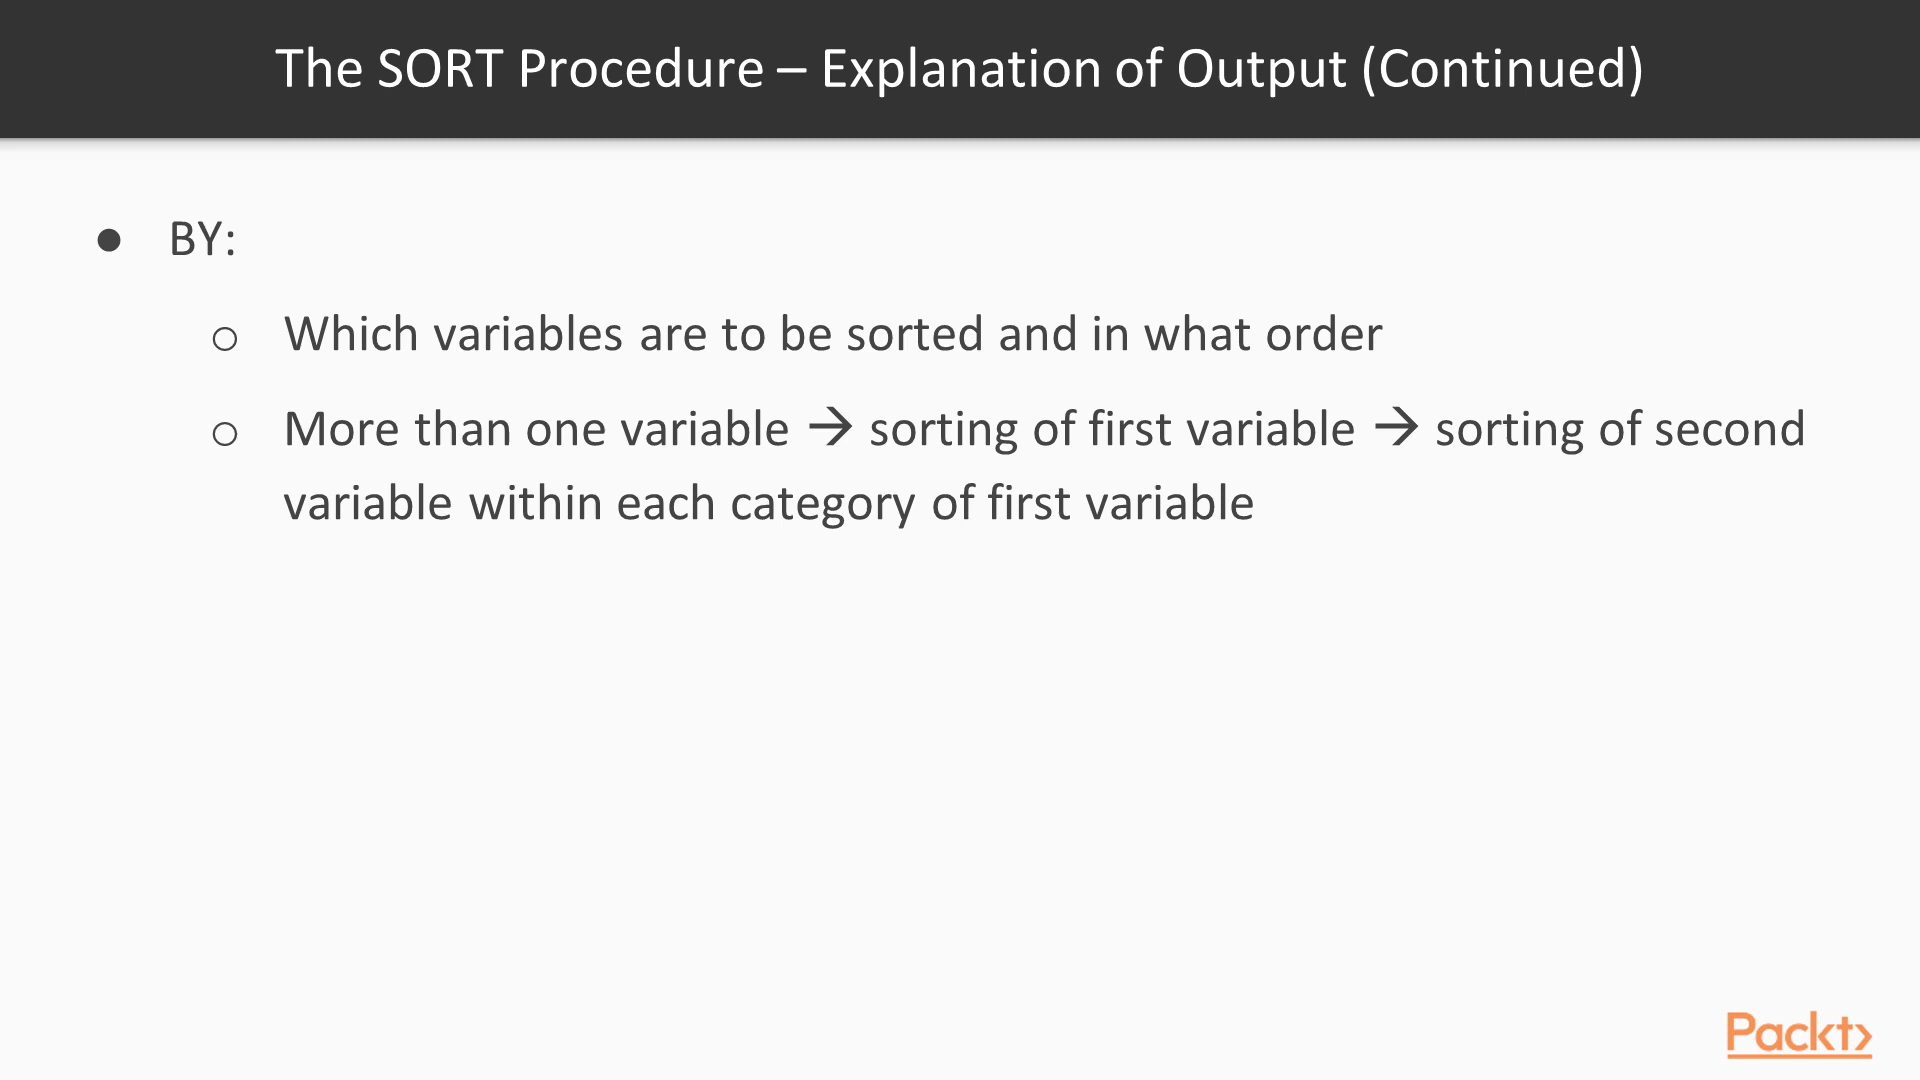 The SORT Procedure – Explanation of Output (Continued)
● BY:
○ Which variables are to be sorted and in what order
○ More than one variable → sorting of first variable → sorting of second
variable within each category of first variable
Packt>